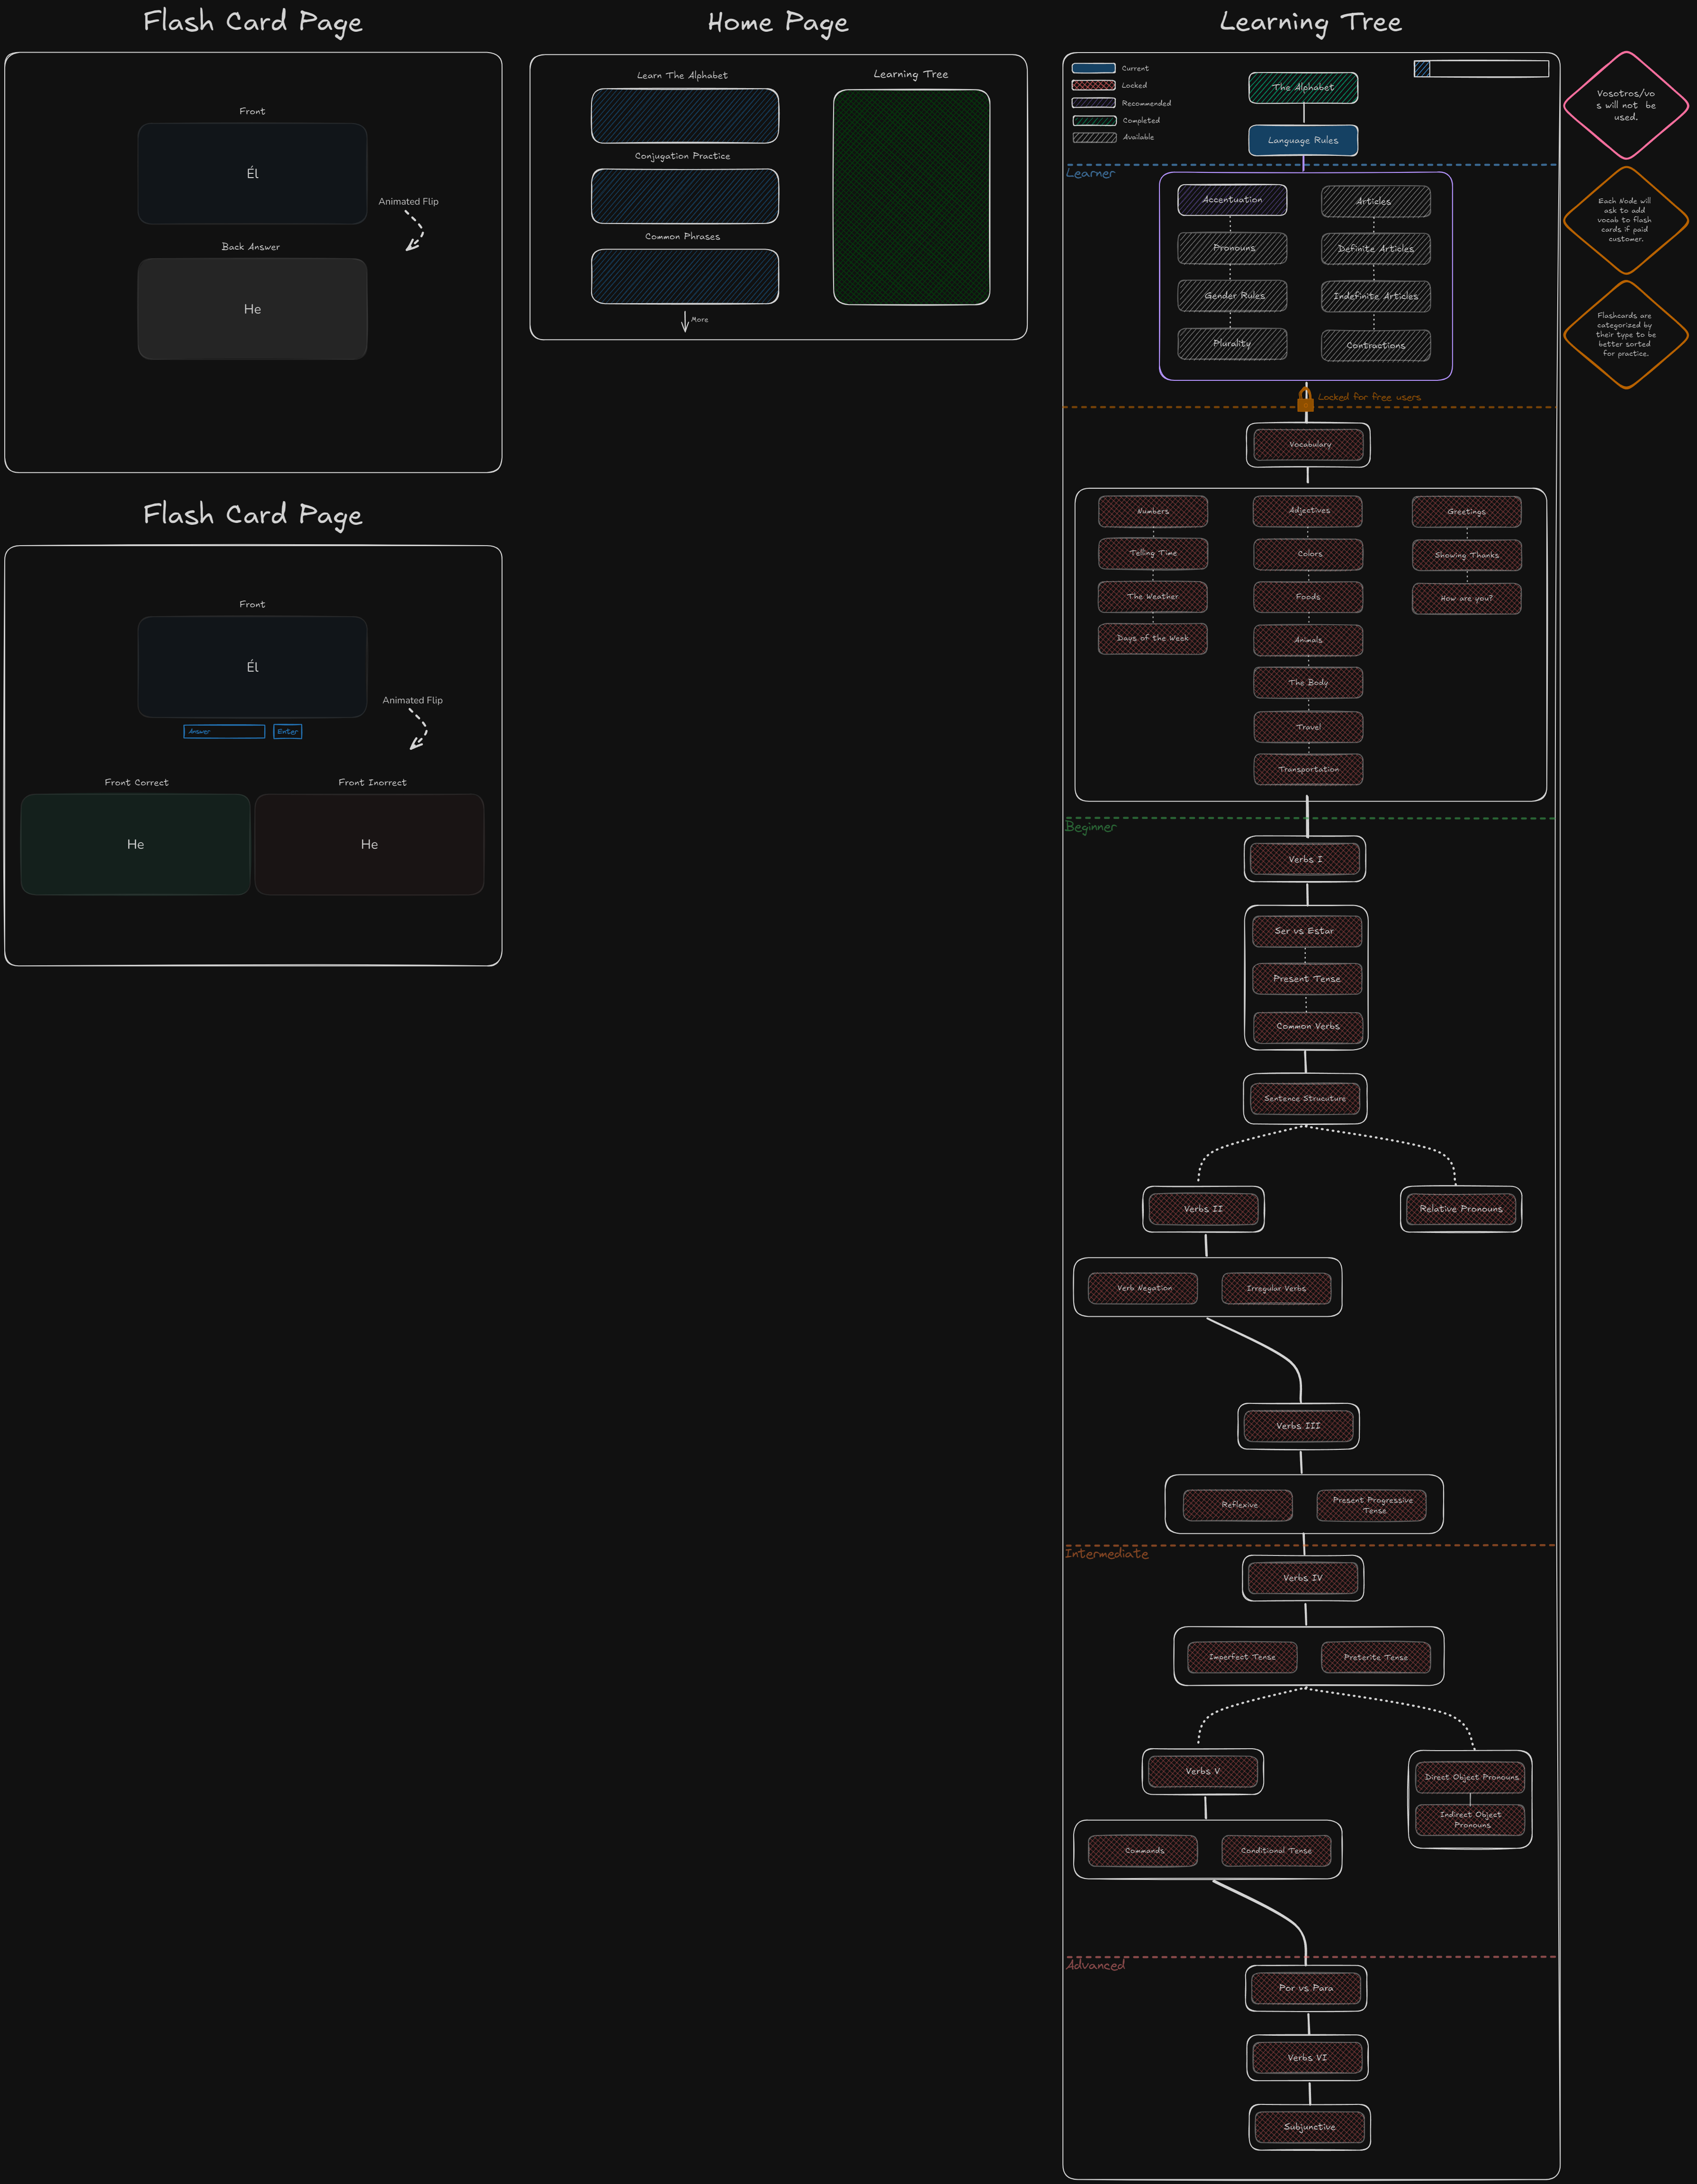 Flash Card Page
Front
Él
Animated Flip
Back Answer
He
Flash Card Page
Front
Él
Animated Flip
Answer
Enter
Front Correct
Front Inorrect
He
He
Home Page
Learn The Alphabet
Learning Tree
Conjugation Practice
Common Phrases
More
Learning Tree
Current
Locked
Recommended
Completed
Available
The Alphabet
Language Rules
Learner
Accentuation
Articles
Pronouns
Definite Articles
Gender Rules
Indefinite Articles
Plurality
Contractions
Locked for free users
Vocabulary
Numbers
Adjectives
Greetings
Telling Time
Colors
Showing Thanks
The Weather
Foods
How are you?
Days of the Week
Animals
The Body
Travel
Transportation
Beginner
Verbs I
Ser vs Estar
Present Tense
Common Verbs
Sentence Strucuture
Verbs II
Relative Pronouns
Verb Negation
Irregular Verbs
Verbs III
Reflexive
Present Progressive
Tense
Intermediate
Verbs IV
Imperfect Tense
Preterite Tense
Verbs V
Direct Object Pronouns
Indirect Object
Pronouns
Commands
Conditional Tense
Advanced
Por vs Para
Verbs VI
Subjunctive
Vosotros/vo
s will not be
used.
Each Node will
ask to add
vocab to flash
cards if paid
customer.
Flashcards are
categorized by
their type to be
better sorted
for practice.